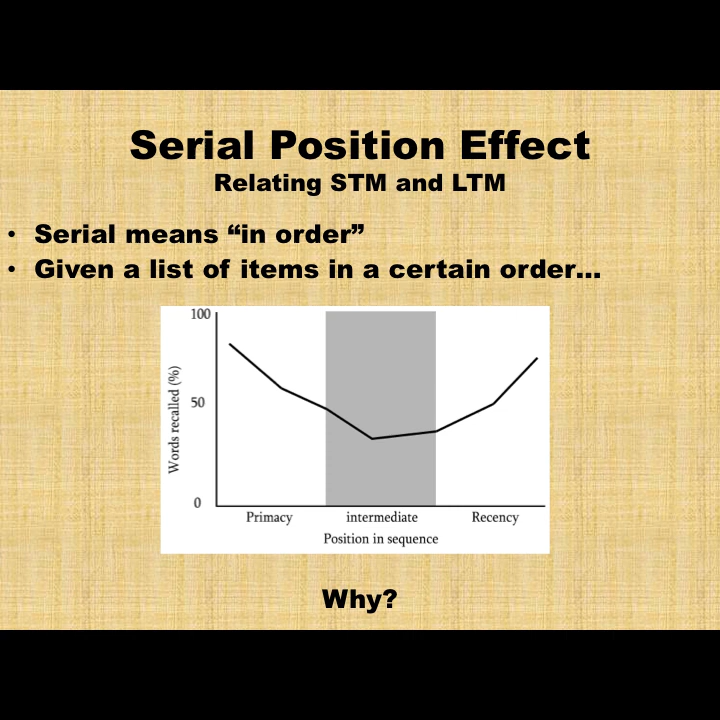 Serial Position Effect
Relating STM and LTM
• Serial means “in order”
• Given a list of items in a certain order…
100
50
0
Words recalled (%)
Primacy intermediate Recency
Position in sequence
Why?